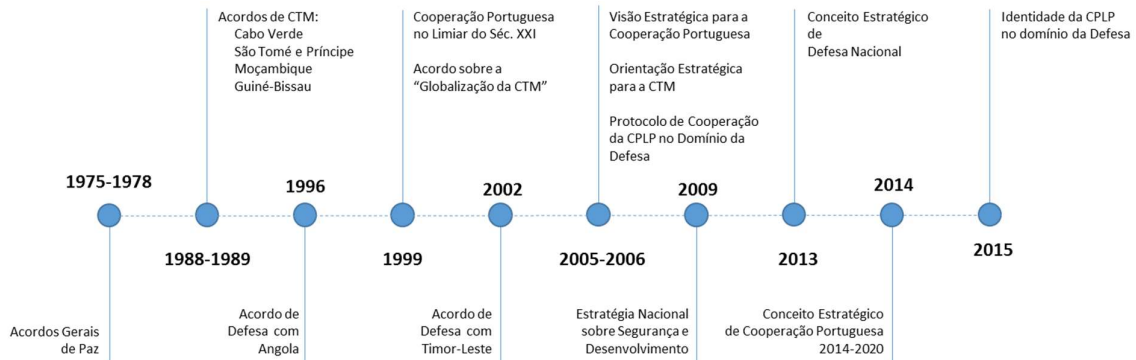 Acordos de CTM:
Cabo Verde
São Tomé e Príncipe
Moçambique
Guiné-Bissau
Cooperação Portuguesa
no Limiar do Séc. XXI
Acordo sobre a
“Globalização da CTM”
Visão Estratégica para a
Cooperação Portuguesa
Orientação Estratégica
para a CTM
Protocolo de Cooperação
da CPLP no Domínio da
Defesa
Conceito Estratégico
de
Defesa Nacional
Identidade da CPLP
no domínio da Defesa
1975-1978
1996
2002
2009
2014
1988-1989
1999
2005-2006
2013
2015
Acordos Gerais
de Paz
Acordo de
Defesa com
Angola
Acordo de
Defesa com
Timor-Leste
Estratégia Nacional
sobre Segurança e
Desenvolvimento
Conceito Estratégico
de Cooperação Portuguesa
2014-2020